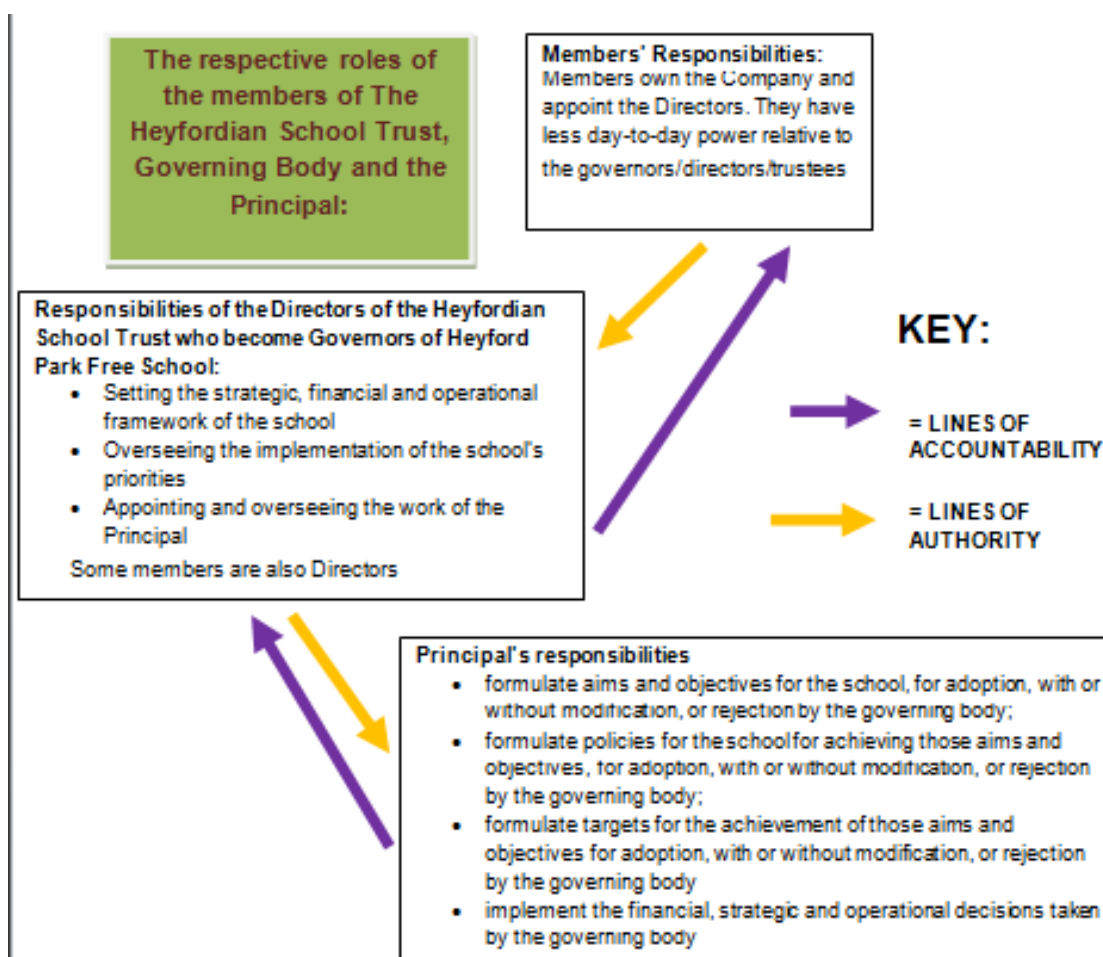 The respective roles of
the members of The
Heyfordian School Trust,
Governing Body and the
Principal:
Members' Responsibilities:
Members own the Company and
appoint the Directors. They have
less day-to-day power relative to
the governors/directors/trustees
Responsibilities of the Directors of the Heyfordian
School Trust who become Governors of Heyford
Park Free School:
• Setting the strategic, financial and operational
framework of the school
• Overseeing the implementation of the school's
priorities
• Appointing and overseeing the work of the
Principal
Some members are also Directors
KEY:
= LINES OF
ACCOUNTABILITY
= LINES OF
AUTHORITY
Principal's responsibilities
• formulate aims and objectives for the school, for adoption, with or
without modification, or rejection by the governing body;
• formulate policies for the school for achieving those aims and
objectives, for adoption, with or without modification, or rejection
by the governing body;
• formulate targets for the achievement of those aims and
objectives for adoption, with or without modification, or rejection
by the governing body
• implement the financial, strategic and operational decisions taken
by the governing body